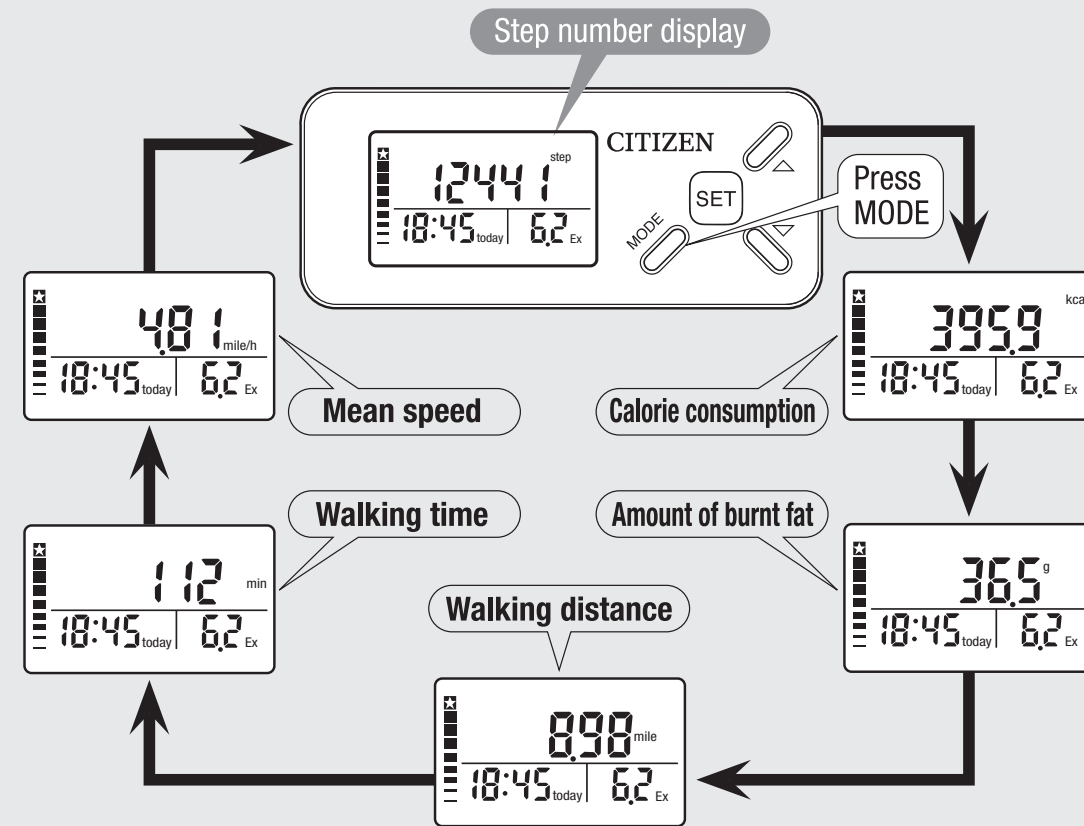 Step number display
CITIZEN
12441 step
18:45 today 6.2 Ex
SET
MODE
Press
MODE
4.81 mile/h
18:45 today 6.2 Ex
Mean speed
395.9 kca
18:45 today 6.2 Ex
Calorie consumption
112 min
18:45 today 6.2 Ex
Walking time
36.5 g
18:45 today 6.2 Ex
Amount of burnt fat
Walking distance
8.98 mile
18:45 today 6.2 Ex